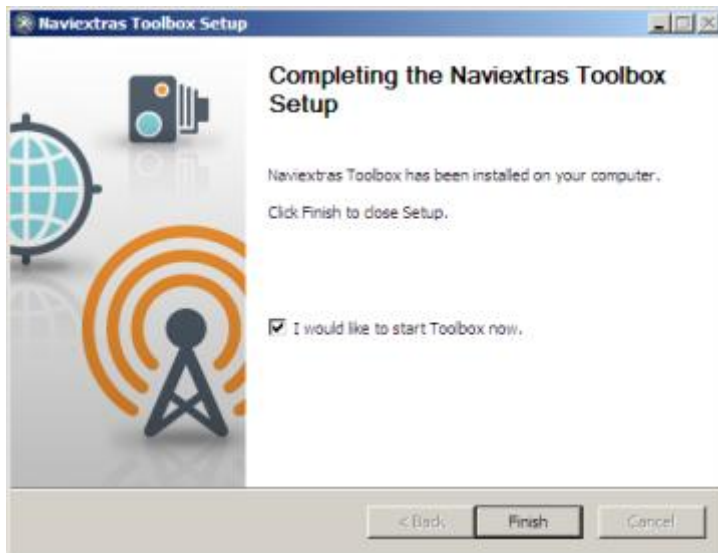 Naviextras Toolbox Setup
Completing the Naviextras Toolbox
Setup
Naviextras Toolbox has been installed on your computer.
Click Finish to close Setup.
I would like to start Toolbox now.
< Back
Finish
Cancel